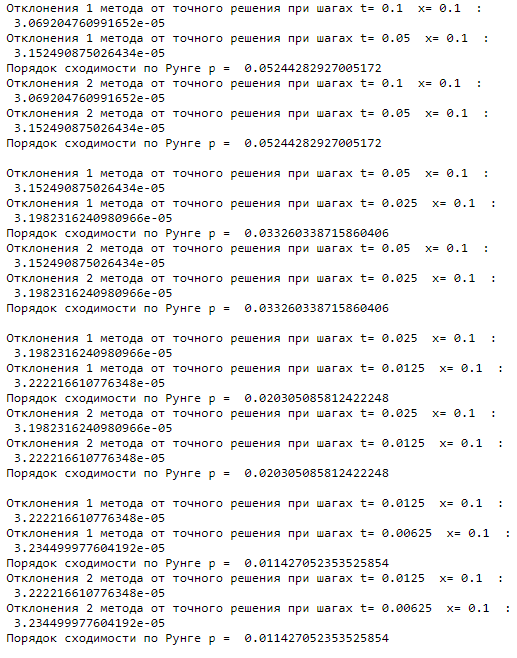 Отклонения 1 метода от точного решения при шагах t= 0.1  x= 0.1  :
3.069204760991652e-05
Отклонения 1 метода от точного решения при шагах t= 0.05  x= 0.1  :
3.152490875026434e-05
Порядок сходимости по Рунге p =  0.05244282927005172
Отклонения 2 метода от точного решения при шагах t= 0.1  x= 0.1  :
3.069204760991652e-05
Отклонения 2 метода от точного решения при шагах t= 0.05  x= 0.1  :
3.152490875026434e-05
Порядок сходимости по Рунге p =  0.05244282927005172
Отклонения 1 метода от точного решения при шагах t= 0.05  x= 0.1  :
3.152490875026434e-05
Отклонения 1 метода от точного решения при шагах t= 0.025  x= 0.1  :
3.1982316240980966e-05
Порядок сходимости по Рунге p =  0.033260338715860406
Отклонения 2 метода от точного решения при шагах t= 0.05  x= 0.1  :
3.152490875026434e-05
Отклонения 2 метода от точного решения при шагах t= 0.025  x= 0.1  :
3.1982316240980966e-05
Порядок сходимости по Рунге p =  0.033260338715860406
Отклонения 1 метода от точного решения при шагах t= 0.025  x= 0.1  :
3.1982316240980966e-05
Отклонения 1 метода от точного решения при шагах t= 0.0125  x= 0.1  :
3.222216610776348e-05
Порядок сходимости по Рунге p =  0.020305085812422248
Отклонения 2 метода от точного решения при шагах t= 0.025  x= 0.1  :
3.1982316240980966e-05
Отклонения 2 метода от точного решения при шагах t= 0.0125  x= 0.1  :
3.222216610776348e-05
Порядок сходимости по Рунге p =  0.020305085812422248
Отклонения 1 метода от точного решения при шагах t= 0.0125  x= 0.1  :
3.222216610776348e-05
Отклонения 1 метода от точного решения при шагах t= 0.00625  x= 0.1  :
3.234499977604192e-05
Порядок сходимости по Рунге p =  0.011427052353525854
Отклонения 2 метода от точного решения при шагах t= 0.0125  x= 0.1  :
3.222216610776348e-05
Отклонения 2 метода от точного решения при шагах t= 0.00625  x= 0.1  :
3.234499977604192e-05
Порядок сходимости по Рунге p =  0.011427052353525854